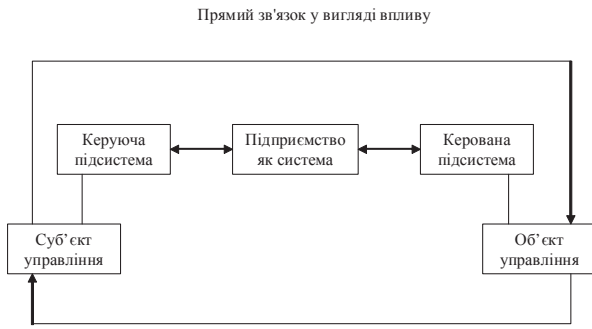 Прямий зв'язок у вигляді впливу
Керуюча
підсистема
Підприємство
як система
Керована
підсистема
Суб’єкт
управління
Об’єкт
управління